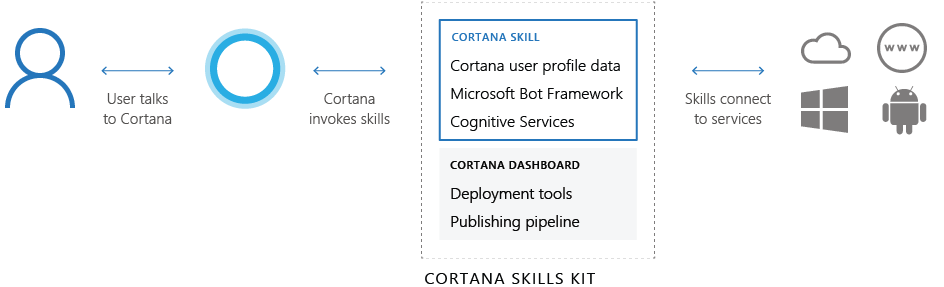 User talks
to Cortana
Cortana
invokes skills
CORTANA SKILL
Cortana user profile data
Microsoft Bot Framework
Cognitive Services
CORTANA DASHBOARD
Deployment tools
Publishing pipeline
CORTANA SKILLS KIT
Skills connect
to services
WWW